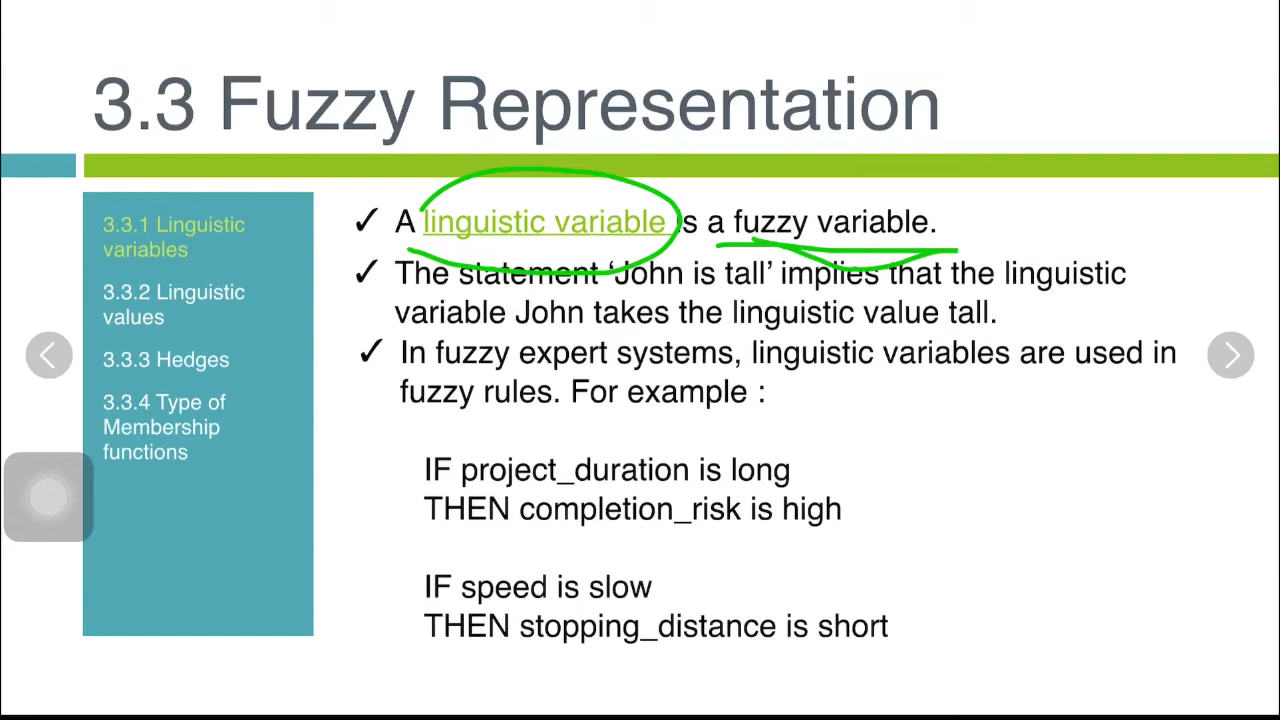 3.3 Fuzzy Representation
3.3.1 Linguistic
variables
3.3.2 Linguistic
values
3.3.3 Hedges
3.3.4 Type of
Membership
functions
✓ A linguistic variable is a fuzzy variable.
✓ The statement ‘John is tall’ implies that the linguistic
variable John takes the linguistic value tall.
✓ In fuzzy expert systems, linguistic variables are used in
fuzzy rules. For example :
IF project_duration is long
THEN completion_risk is high
IF speed is slow
THEN stopping_distance is short